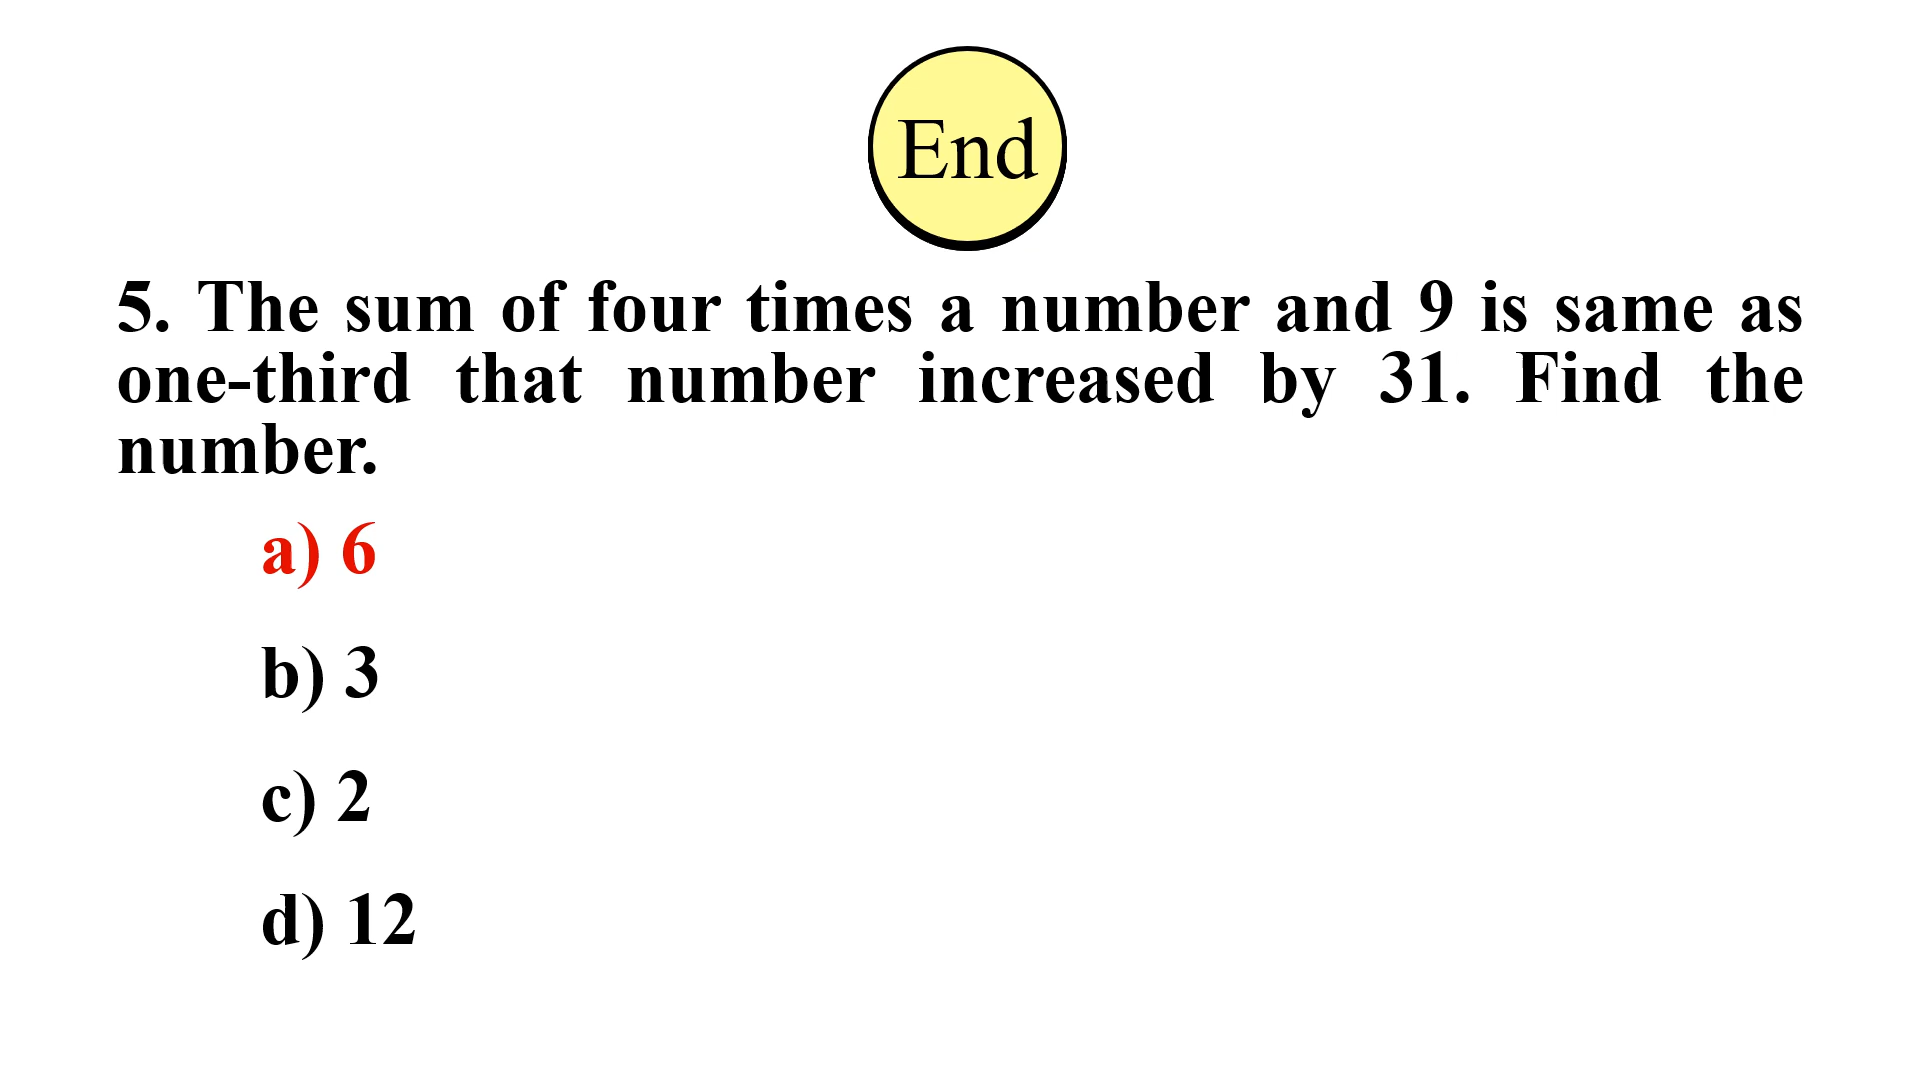 End
5. The sum of four times a number and 9 is same as
one-third that number increased by 31. Find the
number.
a) 6
b) 3
c) 2
d) 12